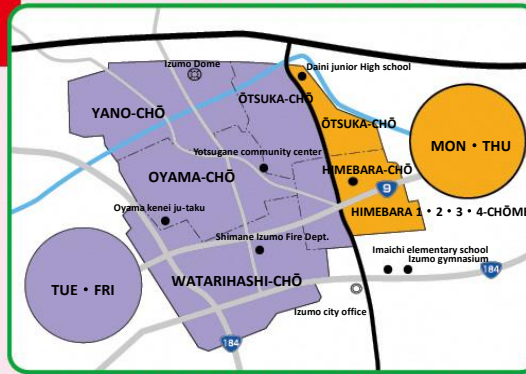 Izumo Dome
Daini junior High school
YANO-CHŌ
ŌTSUKA-CHŌ
ŌTSUKA-CHŌ
MON・THU
Yotsugane community center
OYAMA-CHŌ
HIMEBARA-CHŌ
9
Oyama kenei ju-taku
HIMEBARA 1・2・3・4-CHŌME
Shimane Izumo Fire Dept.
Imaichi elementary school
Izumo gymnasium
TUE・FRI
WATARIHASHI-CHŌ
184
Izumo city office
184